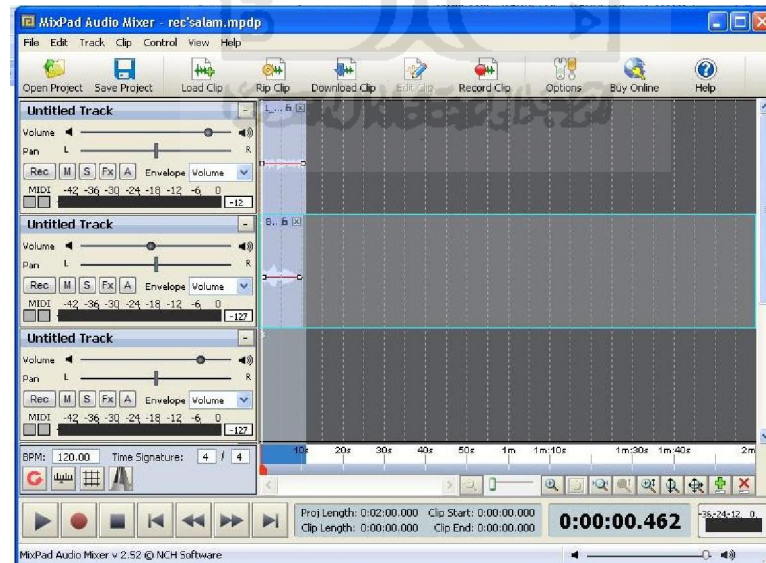 MixPad Audio Mixer - rec'salam.mpdp
File Edit Track Clip Control View Help
Open Project Save Project Load Clip Rip Clip Download Clip Edit Clip Record Clip Options Buy Online Help
Untitled Track -
Volume
Pan L R
Rec M S Fx A Envelope Volume
MIDI -42 -36 -30 -24 -18 -12 -6 0
-12
Untitled Track -
Volume
Pan L R
Rec M S Fx A Envelope Volume
MIDI -42 -36 -30 -24 -18 -12 -6 0
-127
Untitled Track -
Volume
Pan L R
Rec M S Fx A Envelope Volume
MIDI -42 -36 -30 -24 -18 -12 -6 0
-127
BPM: 120.00 Time Signature: 4 / 4
10s 20s 30s 40s 50s 1m 1m:10s 1m:30s 1m:40s 2m
Proj Length: 0:02:00.000 Clip Start: 0:00:00.000
Clip Length: 0:00:00.000 Clip End: 0:00:00.000
0:00:00.462
-36 -24 -12 0
MixPad Audio Mixer v 2.52 © NCH Software